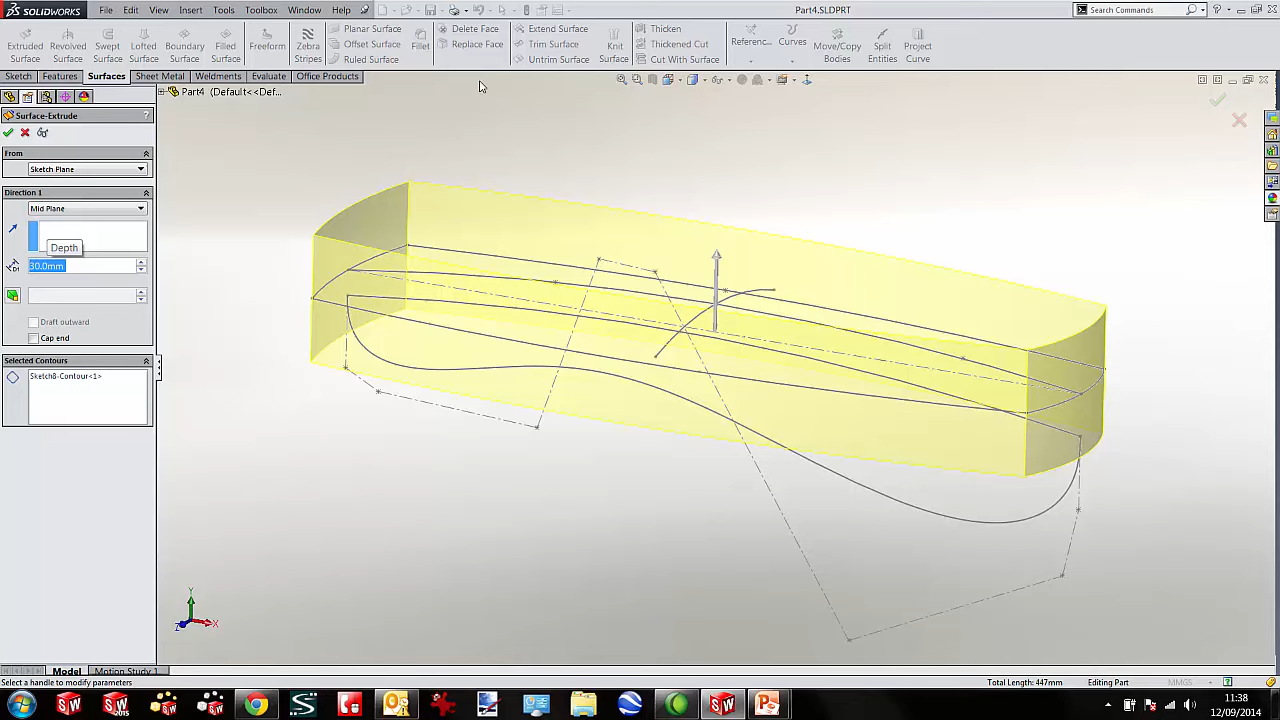 SOLIDWORKS File Edit View Insert Tools Toolbox Window Help Part4.SLDPRT Search Commands
Extruded Surface Revolved Surface Swept Surface Lofted Surface Boundary Surface Filled Surface Freeform Planar Surface Offset Surface Ruled Surface Fillet
Delete Face Replace Face Extend Surface Trim Surface Untrim Surface Knit Surface Thicken Thickened Cut Cut With Surface
Zebra Stripes Referenc... Curves Move/Copy Bodies Split Entities Project Curve
Sketch Features Surfaces Sheet Metal Weldments Evaluate Office Products
Part4 (Default<<Def...
Surface-Extrude ?
From
Sketch Plane
Direction 1
Mid Plane
Depth
D1
30.0mm
Draft outward
Cap end
Selected Contours
Sketch8-Contour<1>
Y
X
Z
Model Motion Study 1
Select a handle to modify parameters Total Length: 447mm Editing Part MMGS
11:38
12/09/2014